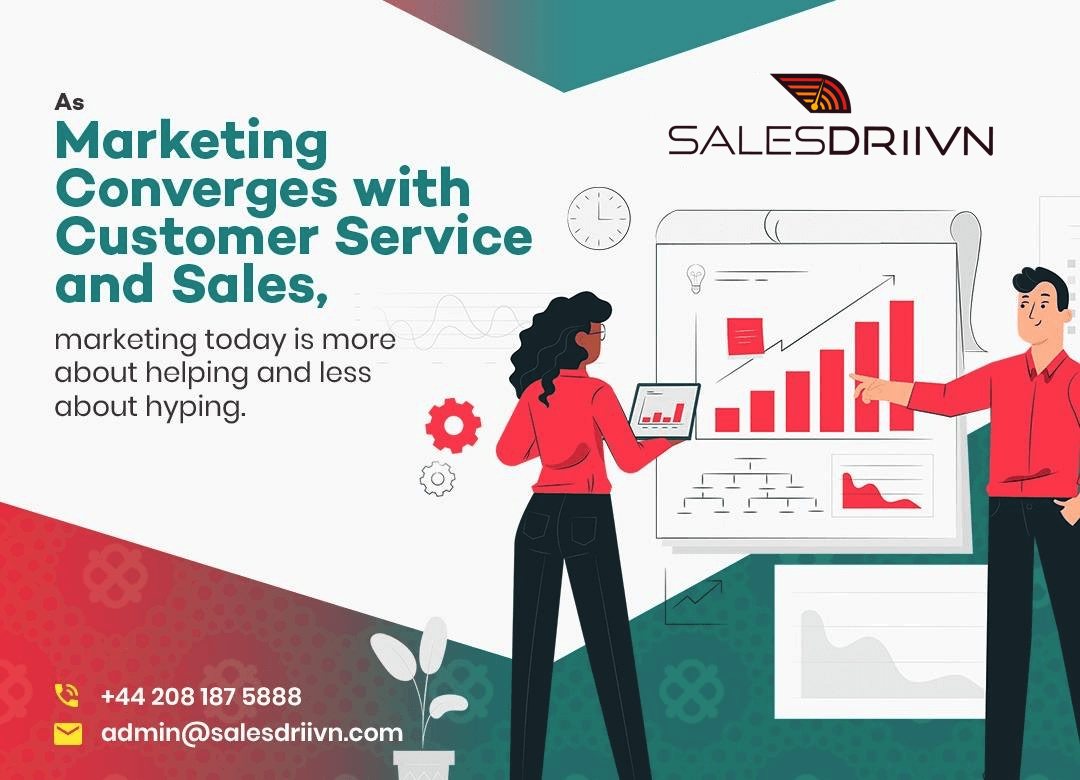 As
Marketing
Converges with
Customer Service
and Sales,
marketing today is more
about helping and less
about hyping.
SALESDRIIVN
+44 208 187 5888
admin@salesdriivn.com